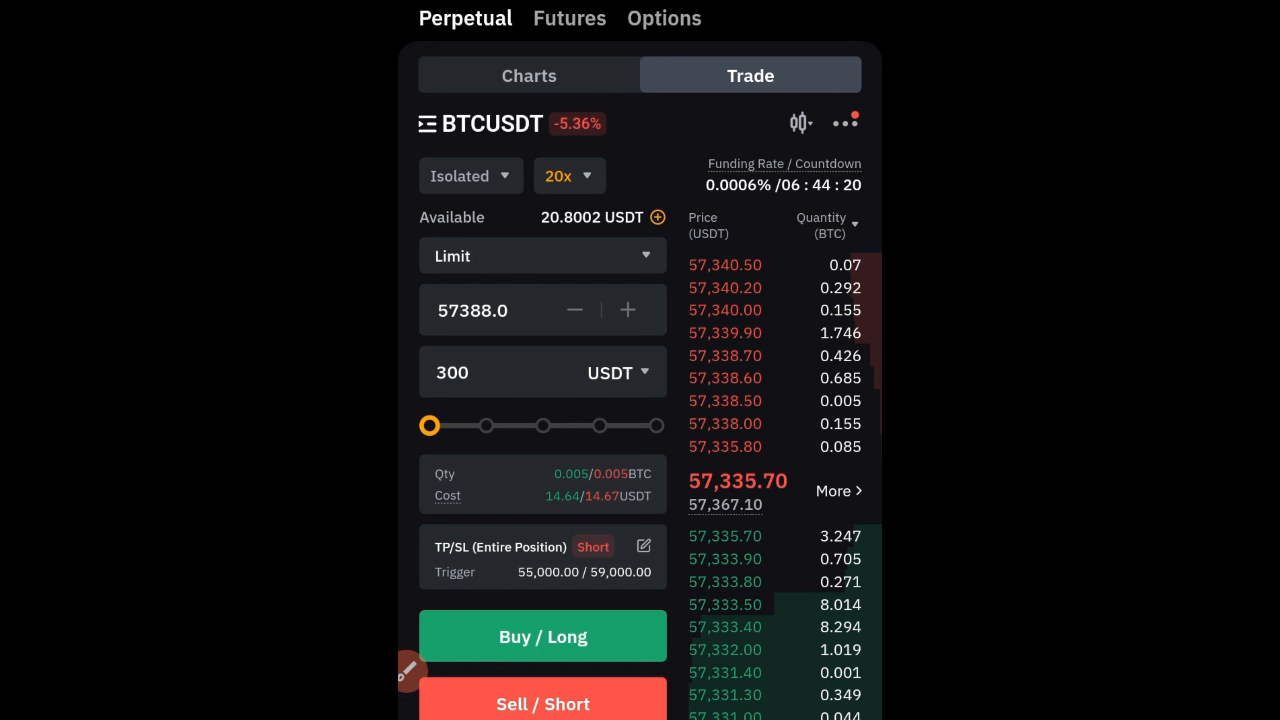 Perpetual Futures Options
Charts Trade
BTCUSDT -5.36%
Isolated 20x
Funding Rate / Countdown
0.0006% /06 : 44 : 20
Available 20.8002 USDT
Limit
57388.0
300 USDT
Qty 0.005/0.005BTC
Cost 14.64/14.67USDT
TP/SL (Entire Position) Short
Trigger 55,000.00 / 59,000.00
Buy / Long
Sell / Short
Price Quantity
(USDT) (BTC)
57,340.50 0.07
57,340.20 0.292
57,340.00 0.155
57,339.90 1.746
57,338.70 0.426
57,338.60 0.685
57,338.50 0.005
57,338.00 0.155
57,335.80 0.085
57,335.70
57,367.10
More >
57,335.70 3.247
57,333.90 0.705
57,333.80 0.271
57,333.50 8.014
57,333.40 8.294
57,332.00 1.019
57,331.40 0.001
57,331.30 0.349
57,331.00 0.044